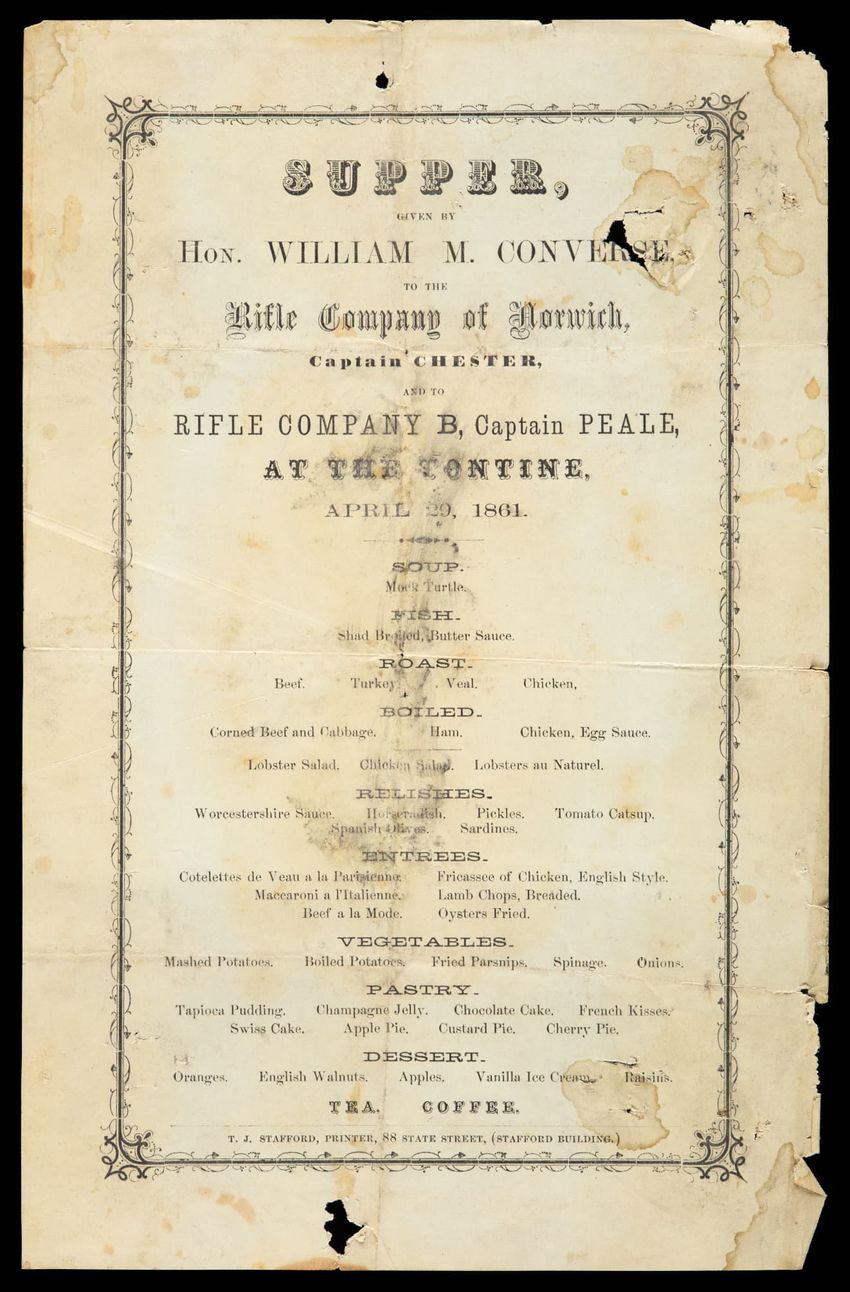 SUPPER,
GIVEN BY
HON. WILLIAM M. CONVERSE,
TO THE
Rifle Company of Norwich,
Captain CHESTER,
AND TO
RIFLE COMPANY B, Captain PEALE,
AT THE TONTINE,
APRIL 29, 1861.
SOUP.
Mock Turtle.
FISH.
Shad Broiled, Butter Sauce.
ROAST.
Beef. Turkey. Veal. Chicken,
BOILED.
Corned Beef and Cabbage. Ham. Chicken, Egg Sauce.
Lobster Salad. Chicken Salad. Lobsters au Naturel.
RELISHES.
Worcestershire Sauce. Horseradish. Pickles. Tomato Catsup.
Spanish Olives. Sardines.
ENTREES.
Cotelettes de Veau a la Parisienne. Fricassee of Chicken, English Style.
Maccaroni a l'Italienne. Lamb Chops, Breaded.
Beef a la Mode. Oysters Fried.
VEGETABLES.
Mashed Potatoes. Boiled Potatoes. Fried Parsnips. Spinage. Onions.
PASTRY.
Tapioca Pudding. Champagne Jelly. Chocolate Cake. French Kisses.
Swiss Cake. Apple Pie. Custard Pie. Cherry Pie.
DESSERT.
Oranges. English Walnuts. Apples. Vanilla Ice Cream. Raisins.
TEA. COFFEE.
T. J. STAFFORD, PRINTER, 88 STATE STREET, (STAFFORD BUILDING.)